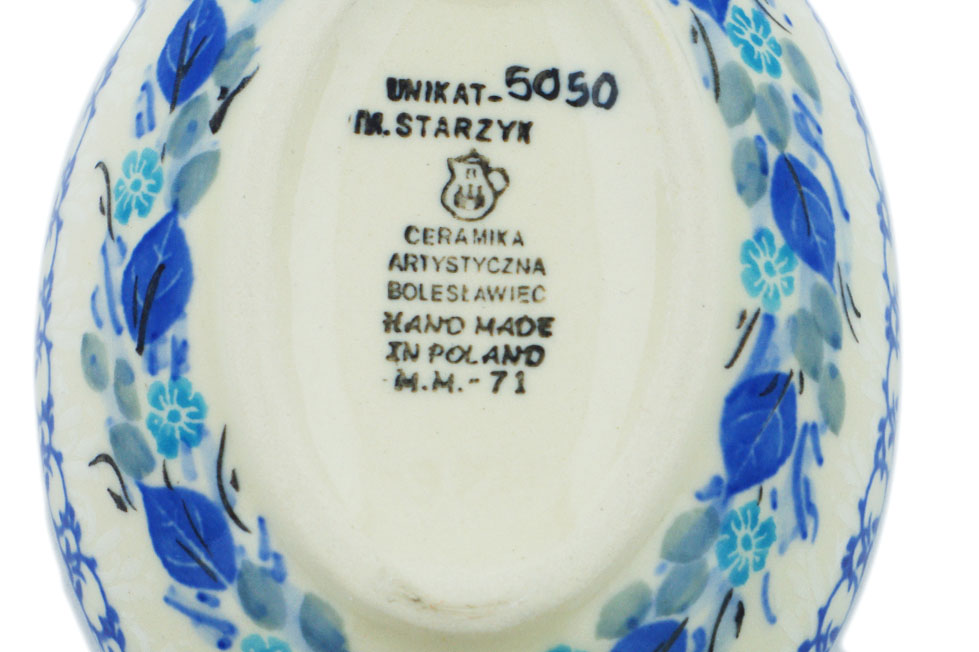 UNIKAT-5050
M.STARZYK
CERAMIKA
ARTYSTYCZNA
BOLESŁAWIEC
HAND MADE
IN POLAND
M.M.-71